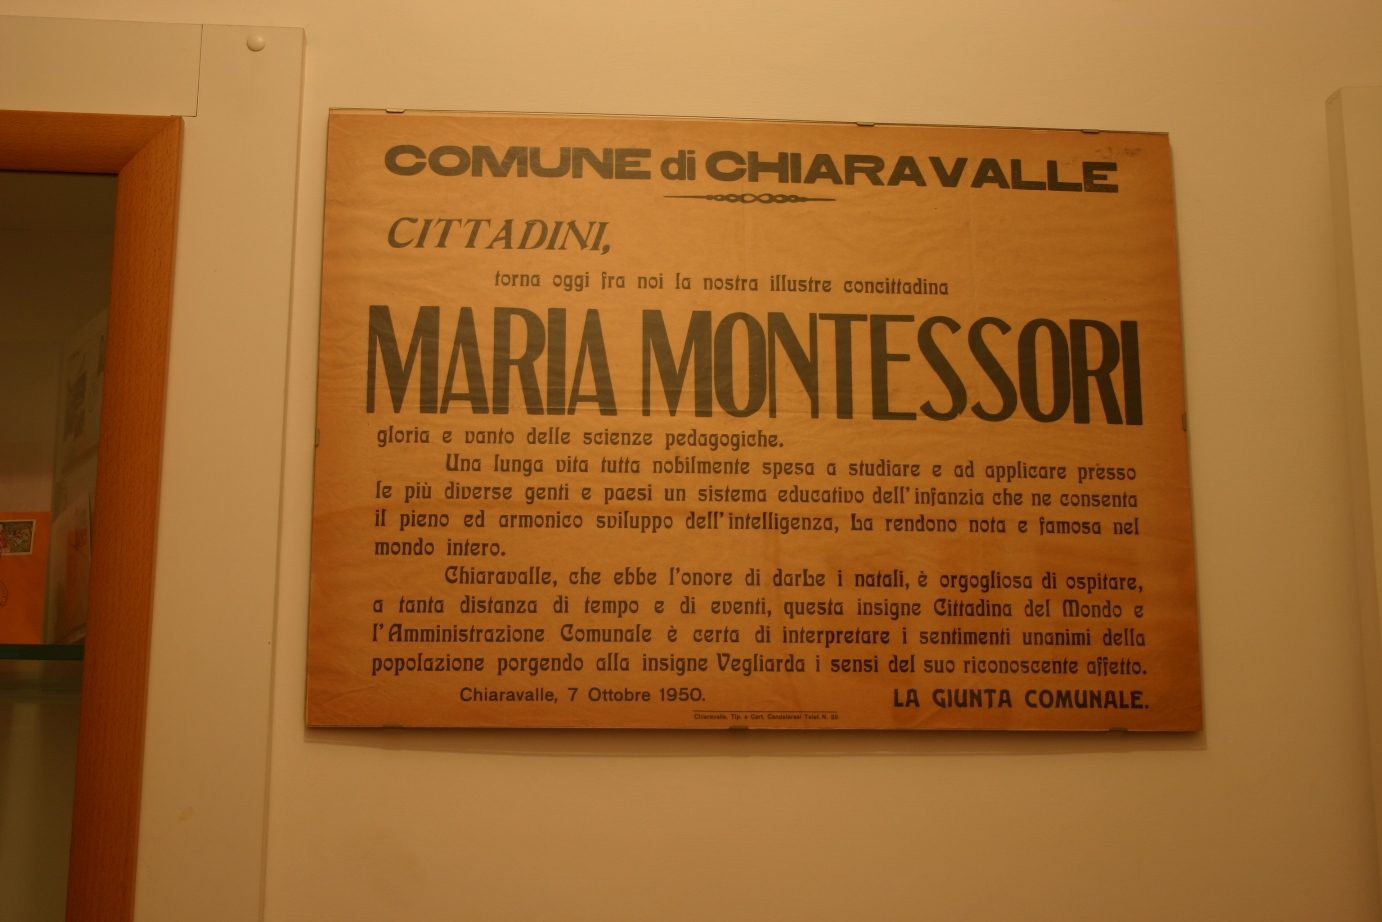 COMUNE di CHIARAVALLE
CITTADINI,
torna oggi fra noi la nostra illustre concittadina
MARIA MONTESSORI
gloria e vanto delle scienze pedagogiche.
Una lunga vita tutta nobilmente spesa a studiare e ad applicare presso
le più diverse genti e paesi un sistema educativo dell'infanzia che ne consenta
il pieno ed armonico sviluppo dell'intelligenza, La rendono nota e famosa nel
mondo intero.
Chiaravalle, che ebbe l'onore di darLe i natali, è orgogliosa di ospitare,
a tanta distanza di tempo e di eventi, questa insigne Cittadina del Mondo e
l'Amministrazione Comunale è certa di interpretare i sentimenti unanimi della
popolazione porgendo alla insigne Vegliarda i sensi del suo riconoscente affetto.
Chiaravalle, 7 Ottobre 1950.
LA GIUNTA COMUNALE.
Chiaravalle, Tip. e Cart. Candelaresi Telef. N.